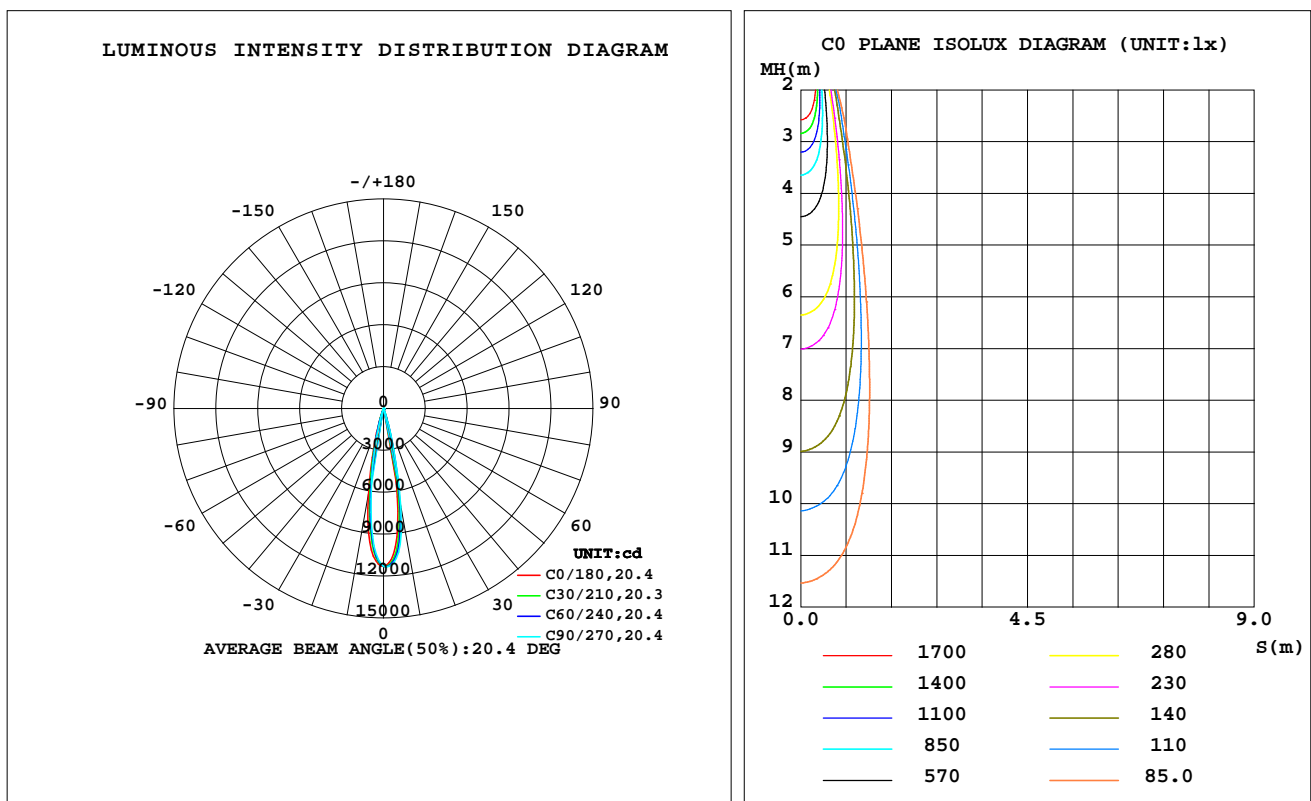 LUMINOUS INTENSITY DISTRIBUTION DIAGRAM
-/+180
-150 150
-120 120
-90 0 90
3000
6000
-60 9000 60
UNIT:cd
12000
C0/180,20.4
-30 15000 30
C30/210,20.3
C60/240,20.4
0
C90/270,20.4
AVERAGE BEAM ANGLE(50%):20.4 DEG
C0 PLANE ISOLUX DIAGRAM (UNIT:lx)
MH(m)
2
3
4
5
6
7
8
9
10
11
12
0.0 4.5 9.0
S(m)
1700 280
1400 230
1100 140
850 110
570 85.0